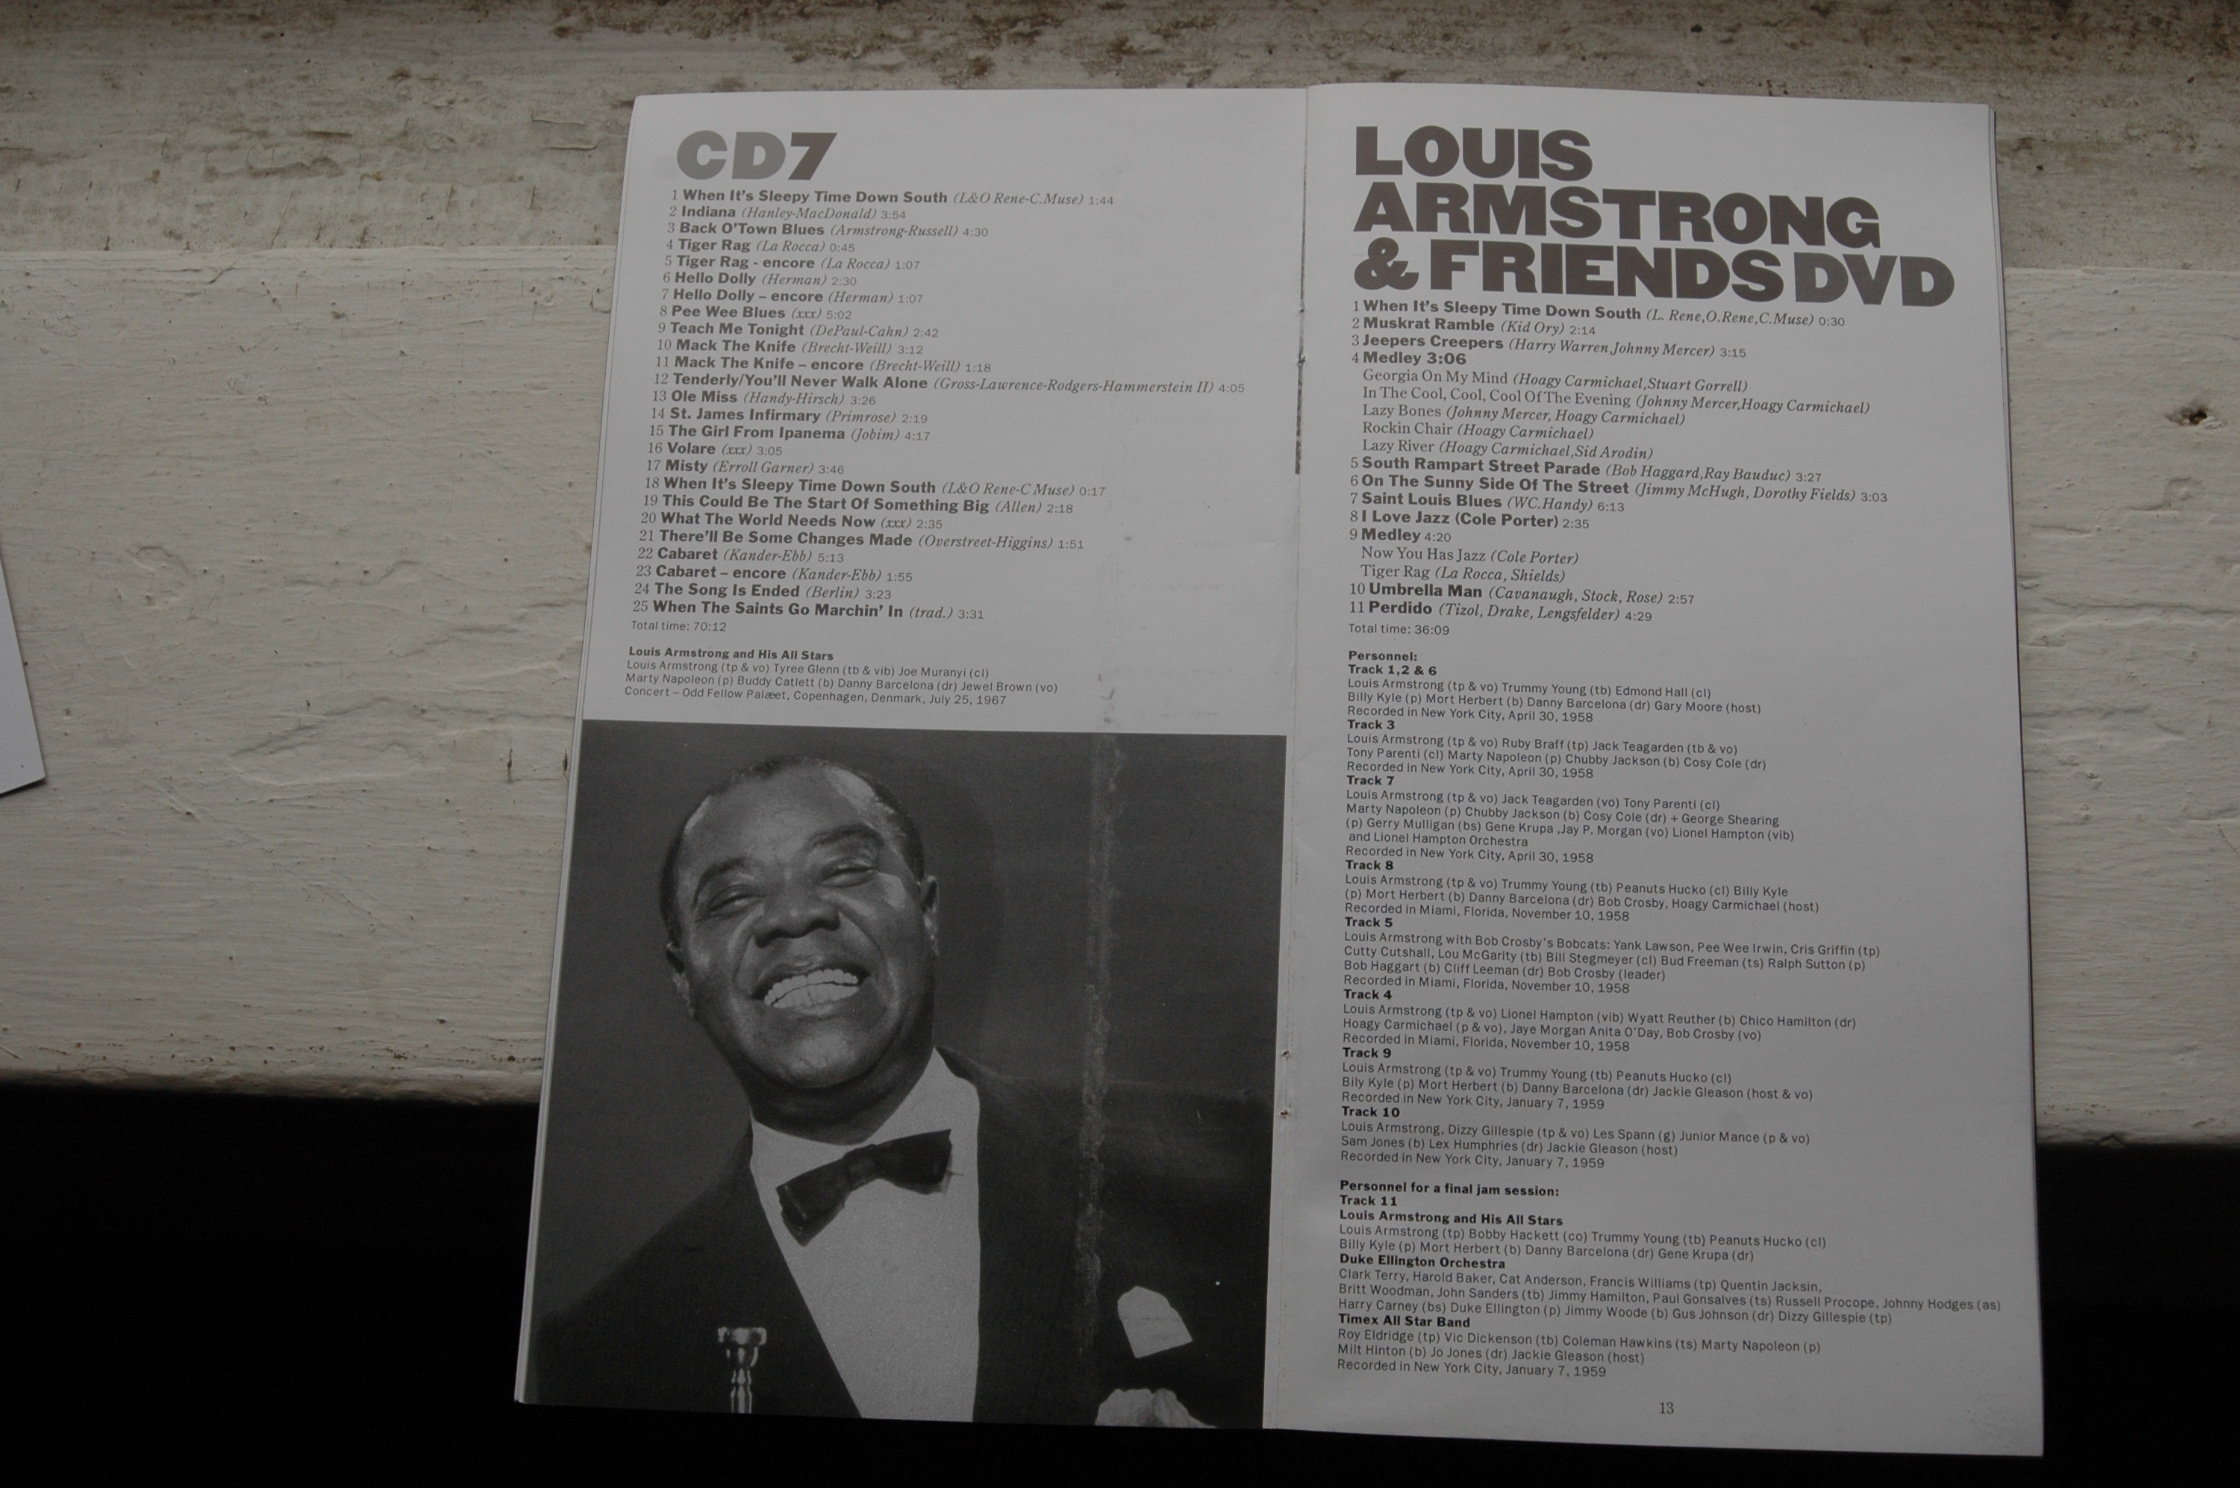 CD7
1 When It's Sleepy Time Down South (L&O Rene-C.Muse) 1:44
2 Indiana (Hanley-MacDonald) 3:54
3 Back O'Town Blues (Armstrong-Russell) 4:30
4 Tiger Rag (La Rocca) 0:45
5 Tiger Rag - encore (La Rocca) 1:07
6 Hello Dolly (Herman) 2:30
7 Hello Dolly – encore (Herman) 1:07
8 Pee Wee Blues (xxx) 5:02
9 Teach Me Tonight (DePaul-Cahn) 2:42
10 Mack The Knife (Brecht-Weill) 3:12
11 Mack The Knife – encore (Brecht-Weill) 1:18
12 Tenderly/You'll Never Walk Alone (Gross-Lawrence-Rodgers-Hammerstein II) 4:05
13 Ole Miss (Handy-Hirsch) 3:26
14 St. James Infirmary (Primrose) 2:19
15 The Girl From Ipanema (Jobim) 4:17
16 Volare (xxx) 3:05
17 Misty (Erroll Garner) 3:46
18 When It's Sleepy Time Down South (L&O Rene-C Muse) 0:17
19 This Could Be The Start Of Something Big (Allen) 2:18
20 What The World Needs Now (xxx) 2:35
21 There'll Be Some Changes Made (Overstreet-Higgins) 1:51
22 Cabaret (Kander-Ebb) 5:13
23 Cabaret – encore (Kander-Ebb) 1:55
24 The Song Is Ended (Berlin) 3:23
25 When The Saints Go Marchin' In (trad.) 3:31
Total time: 70:12
Louis Armstrong and His All Stars
Louis Armstrong (tp & vo) Tyree Glenn (tb & vib) Joe Muranyi (cl)
Marty Napoleon (p) Buddy Catlett (b) Danny Barcelona (dr) Jewel Brown (vo)
Concert – Odd Fellow Palæet, Copenhagen, Denmark, July 25, 1967
LOUIS
ARMSTRONG
& FRIENDS DVD
1 When It's Sleepy Time Down South (L. Rene,O.Rene,C.Muse) 0:30
2 Muskrat Ramble (Kid Ory) 2:14
3 Jeepers Creepers (Harry Warren,Johnny Mercer) 3:15
4 Medley 3:06
Georgia On My Mind (Hoagy Carmichael,Stuart Gorrell)
In The Cool, Cool, Cool Of The Evening (Johnny Mercer,Hoagy Carmichael)
Lazy Bones (Johnny Mercer, Hoagy Carmichael)
Rockin Chair (Hoagy Carmichael)
Lazy River (Hoagy Carmichael,Sid Arodin)
5 South Rampart Street Parade (Bob Haggard,Ray Bauduc) 3:27
6 On The Sunny Side Of The Street (Jimmy McHugh, Dorothy Fields) 3:03
7 Saint Louis Blues (WC.Handy) 6:13
8 I Love Jazz (Cole Porter) 2:35
9 Medley 4:20
Now You Has Jazz (Cole Porter)
Tiger Rag (La Rocca, Shields)
10 Umbrella Man (Cavanaugh, Stock, Rose) 2:57
11 Perdido (Tizol, Drake, Lengsfelder) 4:29
Total time: 36:09
Personnel:
Track 1,2 & 6
Louis Armstrong (tp & vo) Trummy Young (tb) Edmond Hall (cl)
Billy Kyle (p) Mort Herbert (b) Danny Barcelona (dr) Gary Moore (host)
Recorded in New York City, April 30, 1958
Track 3
Louis Armstrong (tp & vo) Ruby Braff (tp) Jack Teagarden (tb & vo)
Tony Parenti (cl) Marty Napoleon (p) Chubby Jackson (b) Cosy Cole (dr)
Recorded in New York City, April 30, 1958
Track 7
Louis Armstrong (tp & vo) Jack Teagarden (vo) Tony Parenti (cl)
Marty Napoleon (p) Chubby Jackson (b) Cosy Cole (dr) + George Shearing
(p) Gerry Mulligan (bs) Gene Krupa ,Jay P. Morgan (vo) Lionel Hampton (vib)
and Lionel Hampton Orchestra
Recorded in New York City, April 30, 1958
Track 8
Louis Armstrong (tp & vo) Trummy Young (tb) Peanuts Hucko (cl) Billy Kyle
(p) Mort Herbert (b) Danny Barcelona (dr) Bob Crosby, Hoagy Carmichael (host)
Recorded in Miami, Florida, November 10, 1958
Track 5
Louis Armstrong with Bob Crosby's Bobcats: Yank Lawson, Pee Wee Irwin, Cris Griffin (tp)
Cutty Cutshall, Lou McGarity (tb) Bill Stegmeyer (cl) Bud Freeman (ts) Ralph Sutton (p)
Bob Haggart (b) Cliff Leeman (dr) Bob Crosby (leader)
Recorded in Miami, Florida, November 10, 1958
Track 4
Louis Armstrong (tp & vo) Lionel Hampton (vib) Wyatt Reuther (b) Chico Hamilton (dr)
Hoagy Carmichael (p & vo), Jaye Morgan Anita O'Day, Bob Crosby (vo)
Recorded in Miami, Florida, November 10, 1958
Track 9
Louis Armstrong (tp & vo) Trummy Young (tb) Peanuts Hucko (cl)
Bily Kyle (p) Mort Herbert (b) Danny Barcelona (dr) Jackie Gleason (host & vo)
Recorded in New York City, January 7, 1959
Track 10
Louis Armstrong, Dizzy Gillespie (tp & vo) Les Spann (g) Junior Mance (p & vo)
Sam Jones (b) Lex Humphries (dr) Jackie Gleason (host)
Recorded in New York City, January 7, 1959
Personnel for a final jam session:
Track 11
Louis Armstrong and His All Stars
Louis Armstrong (tp) Bobby Hackett (co) Trummy Young (tb) Peanuts Hucko (cl)
Billy Kyle (p) Mort Herbert (b) Danny Barcelona (dr) Gene Krupa (dr)
Duke Ellington Orchestra
Clark Terry, Harold Baker, Cat Anderson, Francis Williams (tp) Quentin Jacksin,
Britt Woodman, John Sanders (tb) Jimmy Hamilton, Paul Gonsalves (ts) Russell Procope, Johnny Hodges (as)
Harry Carney (bs) Duke Ellington (p) Jimmy Woode (b) Gus Johnson (dr) Dizzy Gillespie (tp)
Timex All Star Band
Roy Eldridge (tp) Vic Dickenson (tb) Coleman Hawkins (ts) Marty Napoleon (p)
Milt Hinton (b) Jo Jones (dr) Jackie Gleason (host)
Recorded in New York City, January 7, 1959
13